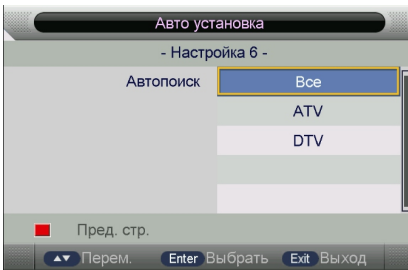 Авто установка
- Настройка 6 -
Автопоиск Все
ATV
DTV
Пред. стр.
Перем. Enter Выбрать Exit Выход